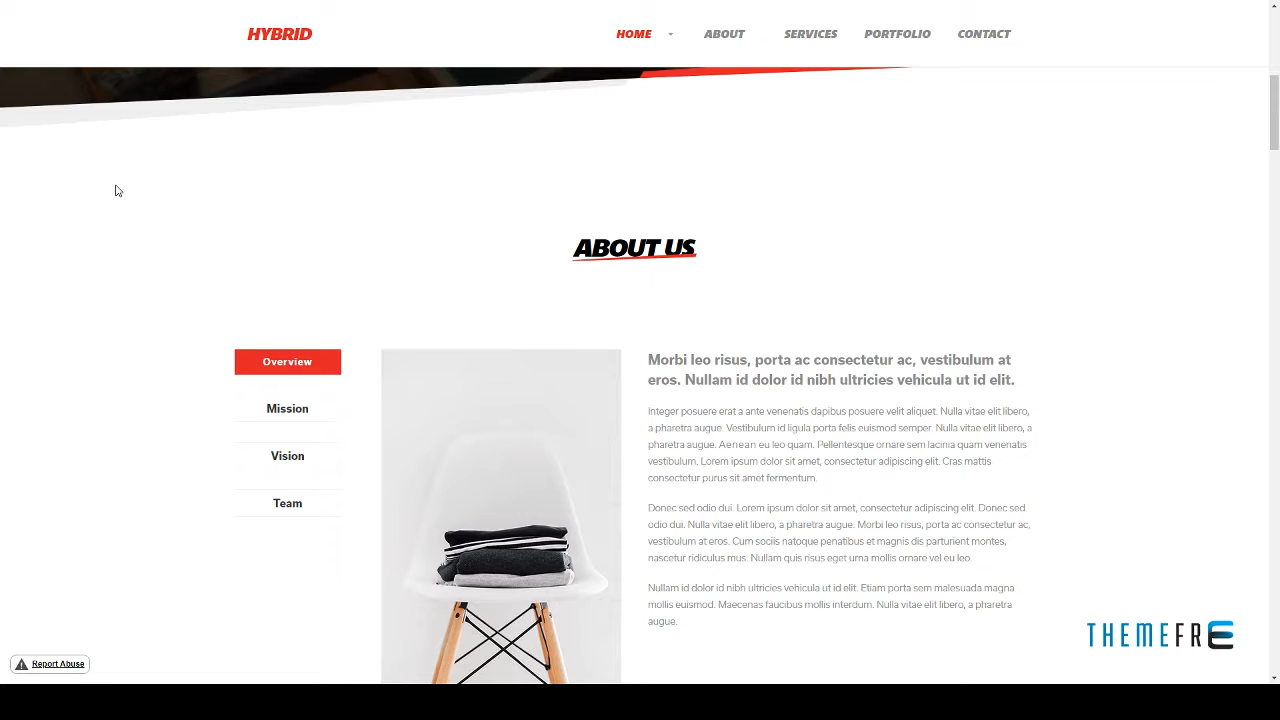 HYBRID
HOME
ABOUT
SERVICES
PORTFOLIO
CONTACT
ABOUT US
Overview
Mission
Vision
Team
Morbi leo risus, porta ac consectetur ac, vestibulum at
eros. Nullam id dolor id nibh ultricies vehicula ut id elit.
Integer posuere erat a ante venenatis dapibus posuere velit aliquet. Nulla vitae elit libero,
a pharetra augue. Vestibulum id ligula porta felis euismod semper. Nulla vitae elit libero, a
pharetra augue. Aenean eu leo quam. Pellentesque ornare sem lacinia quam venenatis
vestibulum. Lorem ipsum dolor sit amet, consectetur adipiscing elit. Cras mattis
consectetur purus sit amet fermentum.
Donec sed odio dui. Lorem ipsum dolor sit amet, consectetur adipiscing elit. Donec sed
odio dui. Nulla vitae elit libero, a pharetra augue. Morbi leo risus, porta ac consectetur ac,
vestibulum at eros. Cum sociis natoque penatibus et magnis dis parturient montes,
nascetur ridiculus mus. Nullam quis risus eget urna mollis ornare vel eu leo.
Nullam id dolor id nibh ultricies vehicula ut id elit. Etiam porta sem malesuada magna
mollis euismod. Maecenas faucibus mollis interdum. Nulla vitae elit libero, a pharetra
augue.
THEMEFRE
Report Abuse